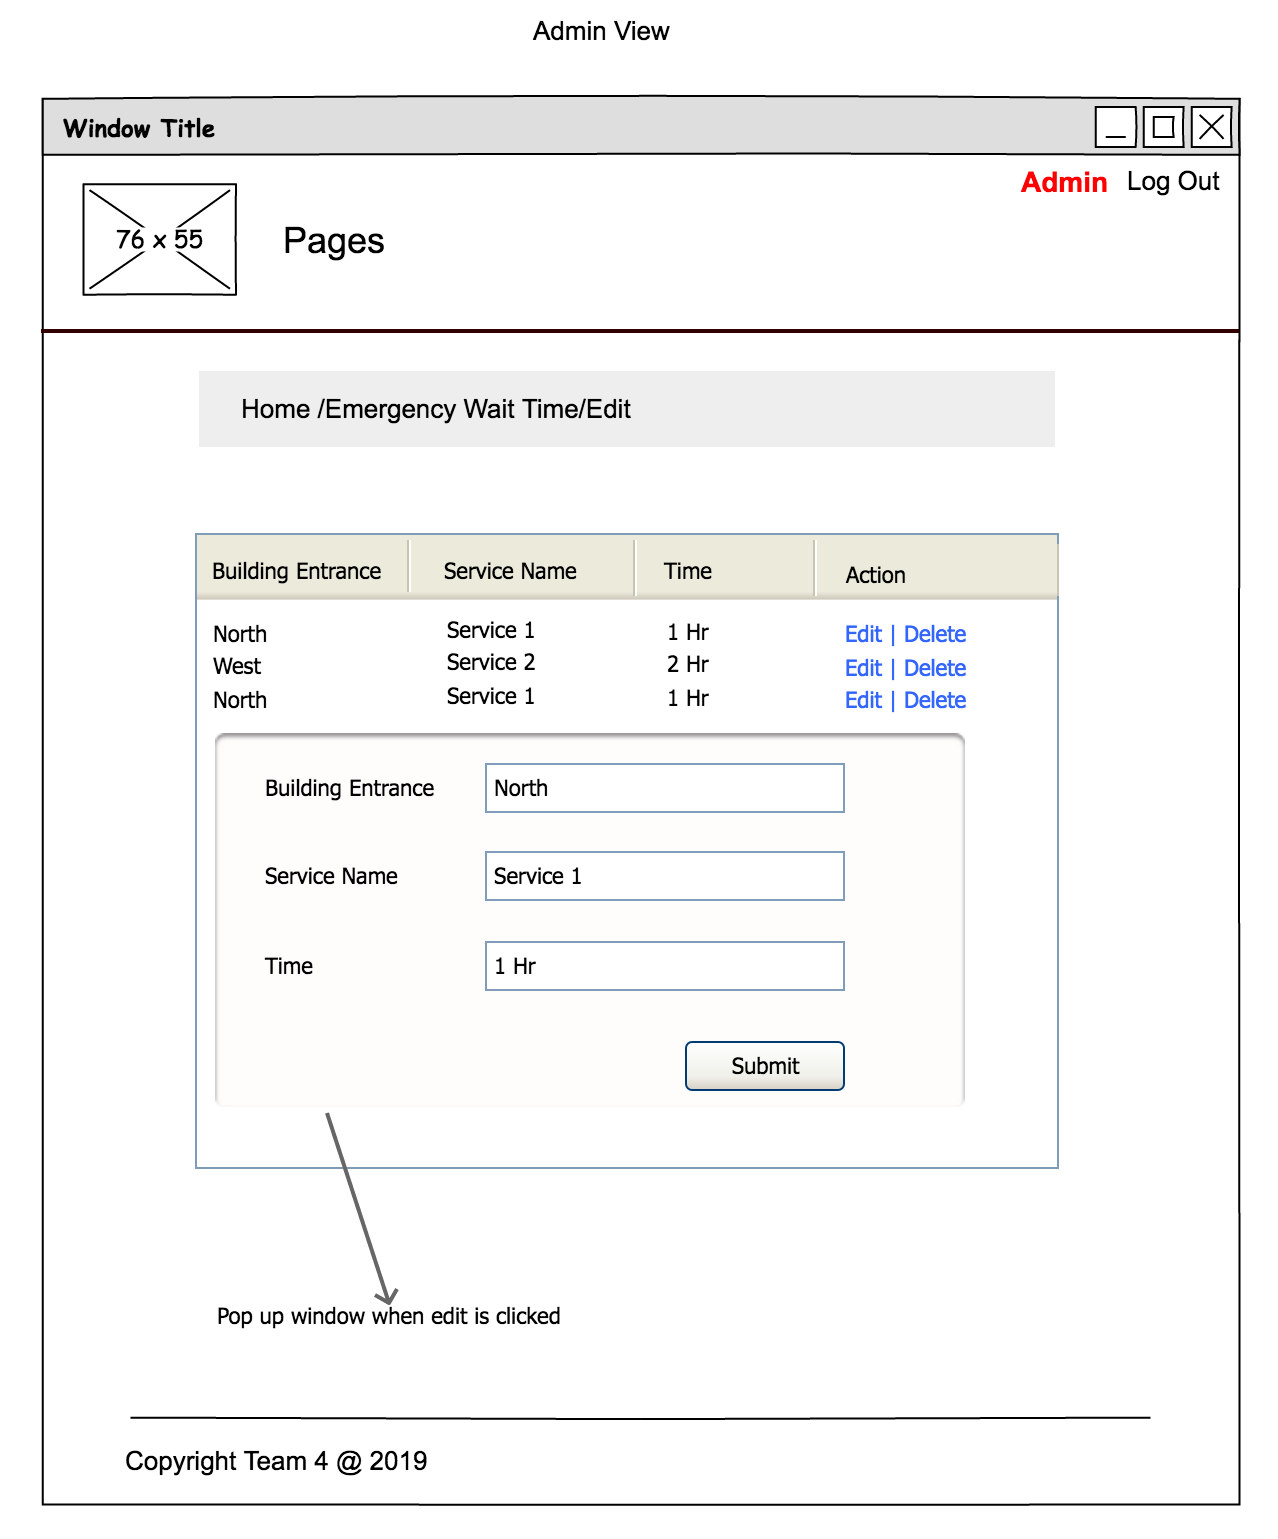 Admin View
Window Title
Admin Log Out
76 x 55
Pages
Home /Emergency Wait Time/Edit
Building Entrance Service Name Time Action
North Service 1 1 Hr Edit | Delete
West Service 2 2 Hr Edit | Delete
North Service 1 1 Hr Edit | Delete
Building Entrance North
Service Name Service 1
Time 1 Hr
Submit
Pop up window when edit is clicked
Copyright Team 4 @ 2019